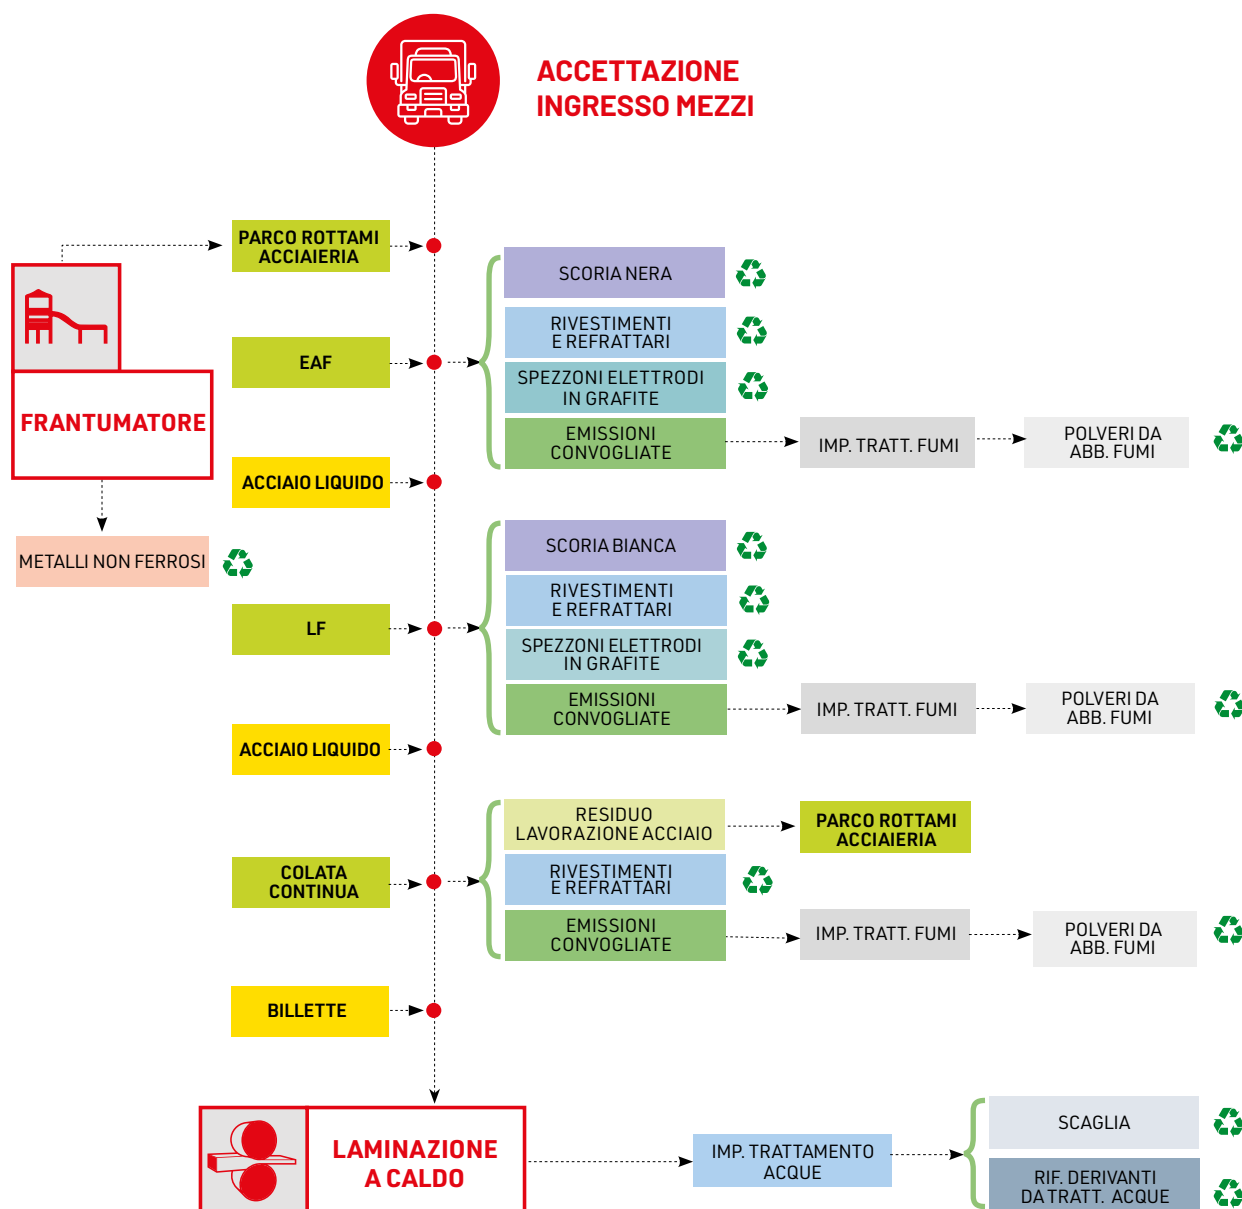 ACCETTAZIONE
INGRESSO MEZZI
PARCO ROTTAMI
ACCIAIERIA
SCORIA NERA
RIVESTIMENTI
E REFRATTARI
EAF
SPEZZONI ELETTRODI
IN GRAFITE
FRANTUMATORE
EMISSIONI
CONVOGLIATE
IMP. TRATT. FUMI
POLVERI DA
ABB. FUMI
ACCIAIO LIQUIDO
METALLI NON FERROSI
SCORIA BIANCA
RIVESTIMENTI
E REFRATTARI
LF
SPEZZONI ELETTRODI
IN GRAFITE
EMISSIONI
CONVOGLIATE
IMP. TRATT. FUMI
POLVERI DA
ABB. FUMI
ACCIAIO LIQUIDO
RESIDUO
LAVORAZIONE ACCIAIO
PARCO ROTTAMI
ACCIAIERIA
COLATA
CONTINUA
RIVESTIMENTI
E REFRATTARI
EMISSIONI
CONVOGLIATE
IMP. TRATT. FUMI
POLVERI DA
ABB. FUMI
BILLETTE
LAMINAZIONE
A CALDO
IMP. TRATTAMENTO
ACQUE
SCAGLIA
RIF. DERIVANTI
DA TRATT. ACQUE